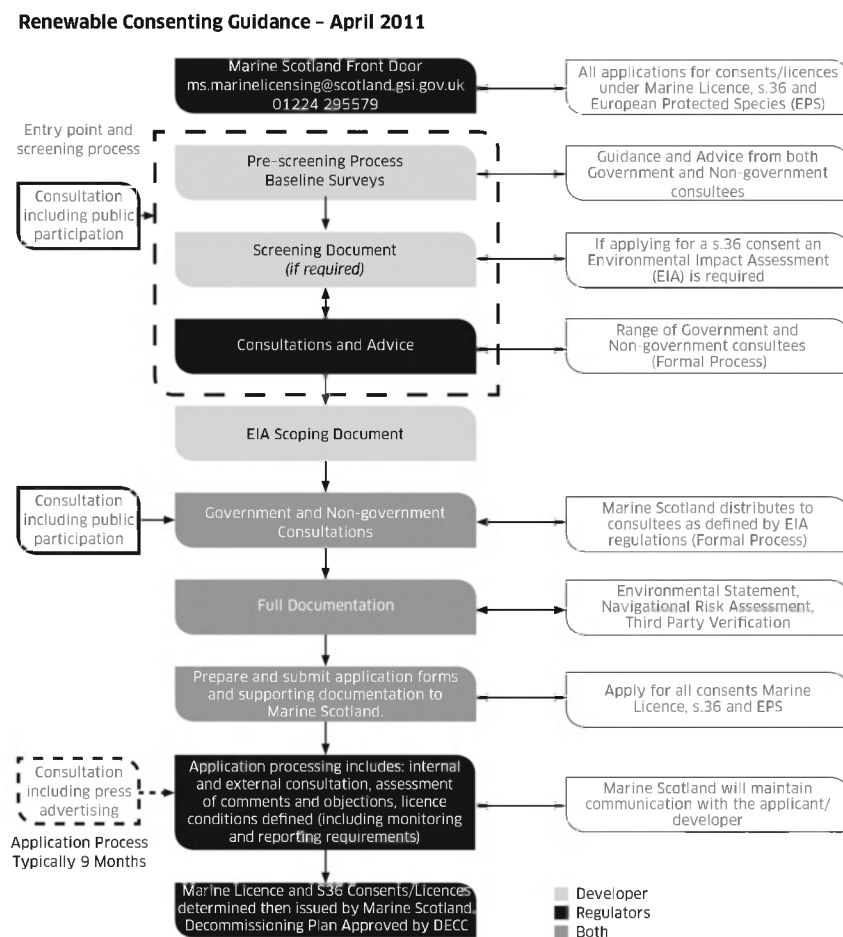 Renewable Consenting Guidance – April 2011
Marine Scotland Front Door
ms.marinelicensing@scotland.gsi.gov.uk
01224 295579
All applications for consents/licences
under Marine Licence, s.36 and
European Protected Species (EPS)
Entry point and
screening process
Pre-screening Process
Baseline Surveys
Guidance and Advice from both
Government and Non-government
consultees
Consultation
including public
participation
Screening Document
(if required)
If applying for a s.36 consent an
Environmental Impact Assessment
(EIA) is required
Consultations and Advice
Range of Government and
Non-government consultees
(Formal Process)
EIA Scoping Document
Consultation
including public
participation
Government and Non-government
Consultations
Marine Scotland distributes to
consultees as defined by EIA
regulations (Formal Process)
Full Documentation
Environmental Statement,
Navigational Risk Assessment,
Third Party Verification
Prepare and submit application forms
and supporting documentation to
Marine Scotland.
Apply for all consents Marine
Licence, s.36 and EPS
Consultation
including press
advertising
Application Process
Typically 9 Months
Application processing includes: internal
and external consultation, assessment
of comments and objections, licence
conditions defined (including monitoring
and reporting requirements)
Marine Scotland will maintain
communication with the applicant/
developer
Marine Licence and S36 Consents/Licences
determined then issued by Marine Scotland.
Decommissioning Plan Approved by DECC
Developer
Regulators
Both